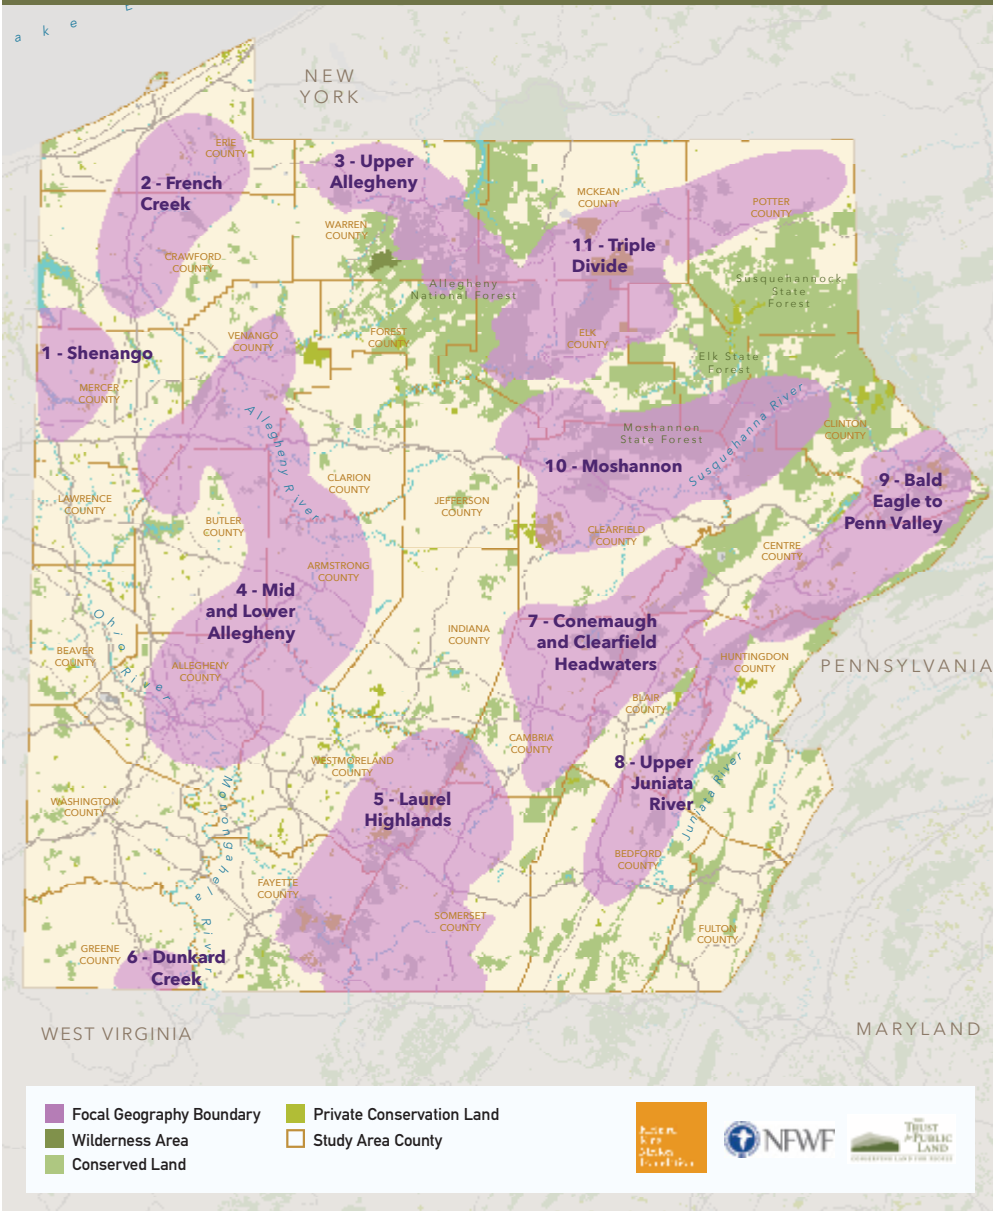 a k e E
NEW
YORK
ERIE
COUNTY
2 - French
Creek
3 - Upper
Allegheny
MCKEAN
COUNTY
POTTER
COUNTY
WARREN
COUNTY
CRAWFORD
COUNTY
11 - Triple
Divide
Allegheny
National Forest
Susquehannock
State
Forest
VENANGO
COUNTY
FOREST
COUNTY
ELK
COUNTY
1 - Shenango
Elk State
Forest
MERCER
COUNTY
Allegheny River
Moshannon
State Forest
Susquehanna River
CLINTON
COUNTY
10 - Moshannon
9 - Bald
Eagle to
Penn Valley
CLARION
COUNTY
LAWRENCE
COUNTY
JEFFERSON
COUNTY
BUTLER
COUNTY
CLEARFIELD
COUNTY
CENTRE
COUNTY
ARMSTRONG
COUNTY
4 - Mid
and Lower
Allegheny
Ohio River
INDIANA
COUNTY
7 - Conemaugh
and Clearfield
Headwaters
BEAVER
COUNTY
ALLEGHENY
COUNTY
HUNTINGDON
COUNTY
PENNSYLVANIA
BLAIR
COUNTY
CAMBRIA
COUNTY
WESTMORELAND
COUNTY
8 - Upper
Juniata
River
Juniata River
5 - Laurel
Highlands
WASHINGTON
COUNTY
Monongahela River
BEDFORD
COUNTY
FAYETTE
COUNTY
SOMERSET
COUNTY
FULTON
COUNTY
GREENE
COUNTY
6 - Dunkard
Creek
WEST VIRGINIA
MARYLAND
Focal Geography Boundary
Wilderness Area
Conserved Land
Private Conservation Land
Study Area County
NFWF
THE
TRUST
for PUBLIC
LAND
CONSERVING LAND FOR PEOPLE